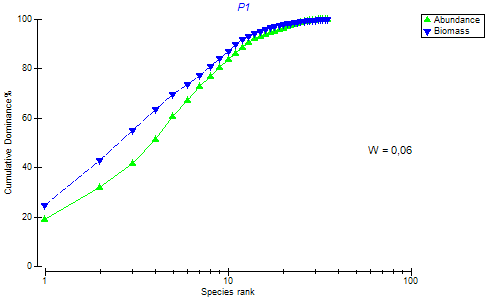 P1
Abundance
Biomass
Cumulative Dominance%
100
80
60
40
20
0
W = 0,06
1
10
100
Species rank